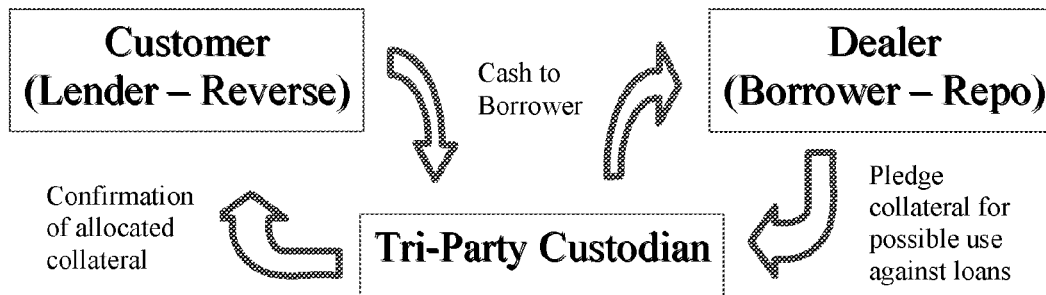 Customer
(Lender – Reverse)
Cash to
Borrower
Dealer
(Borrower – Repo)
Confirmation
of allocated
collateral
Tri-Party Custodian
Pledge
collateral for
possible use
against loans